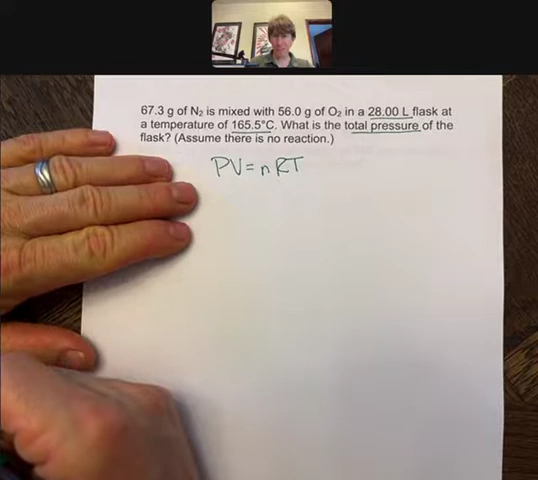 67.3 g of N₂ is mixed with 56.0 g of O₂ in a 28.00 L flask at
a temperature of 165.5°C. What is the total pressure of the
flask? (Assume there is no reaction.)
PV=nRT